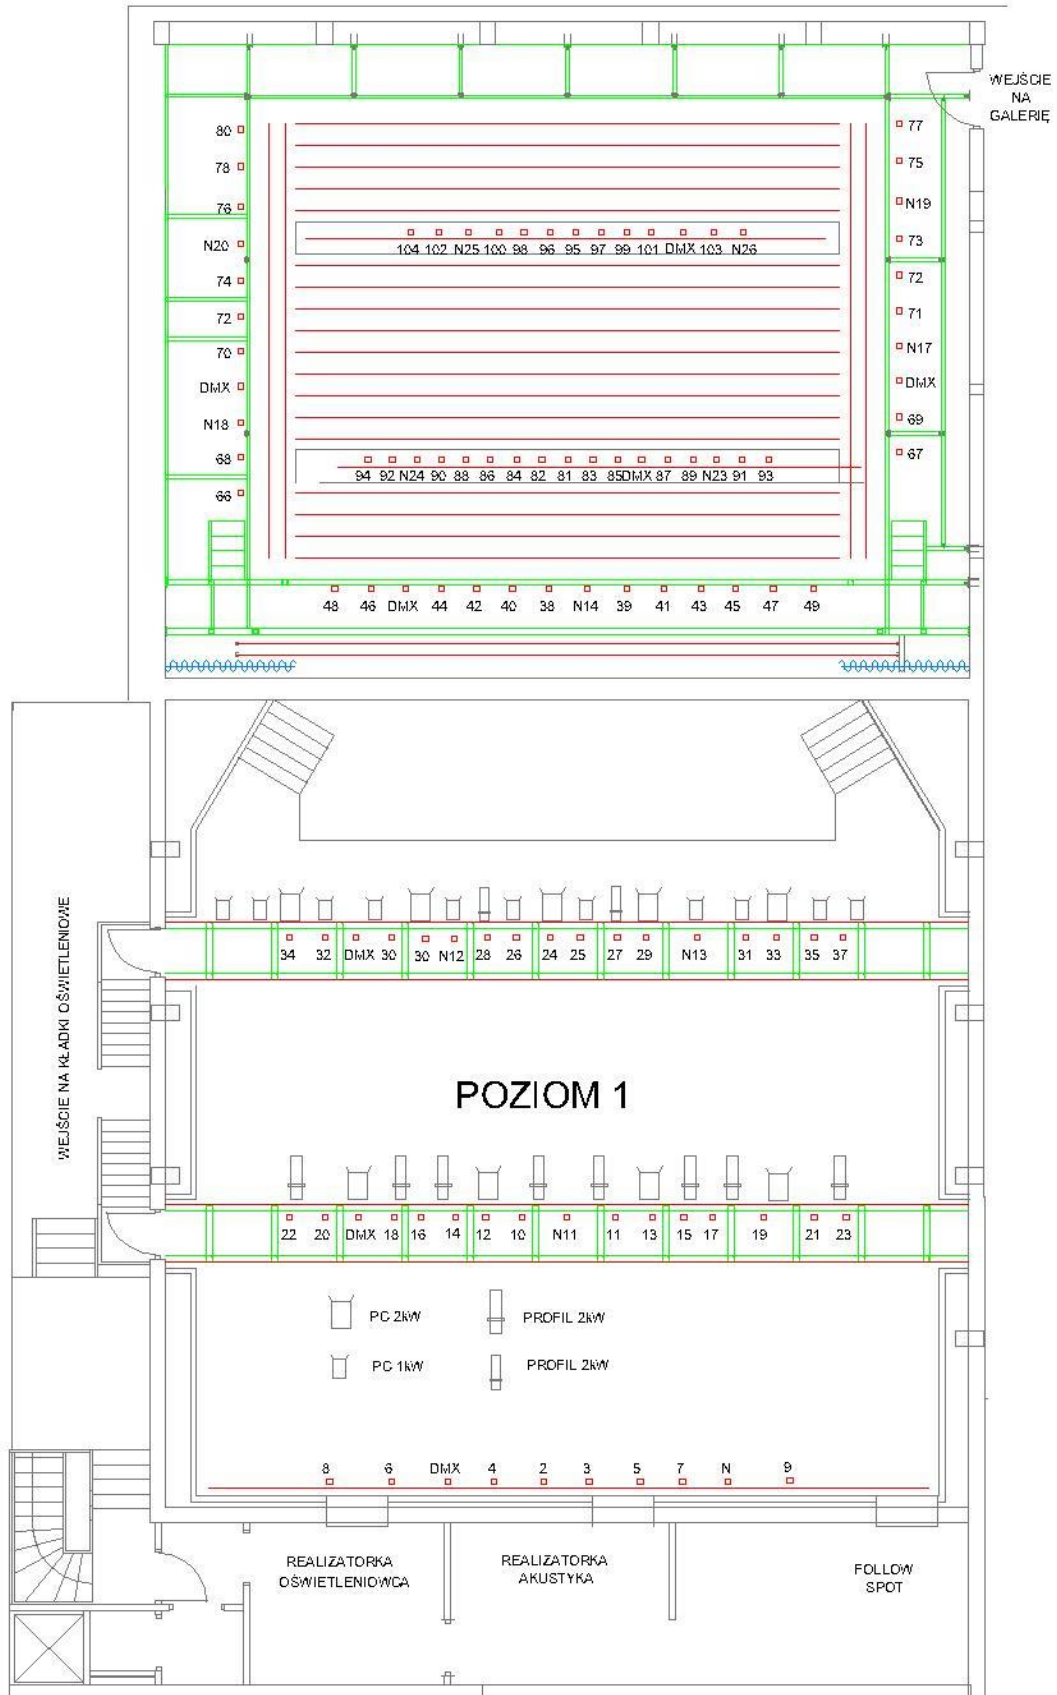 WEJŚCIE
NA
GALERIĘ
80
77
78
75
76
N19
N20
73
104 102 N25 100 98 96 95 97 99 101 DMX 103 N26
74
72
72
71
70
N17
DMX
DMX
N18
69
68
67
94 92 N24 90 88 86 84 82 81 83 85 DMX 87 89 N23 91 93
66
48 46 DMX 44 42 40 38 N14 39 41 43 45 47 49
WEJŚCIE NA KŁADKI OŚWIETLENIOWE
34 32 DMX 30 30 N12 28 26 24 25 27 29 N13 31 33 35 37
POZIOM 1
22 20 DMX 18 16 14 12 10 N11 11 13 15 17 19 21 23
PC 2kW
PROFIL 2kW
PC 1kW
PROFIL 2kW
8 6 DMX 4 2 3 5 7 N 9
REALIZATORKA
OŚWIETLENIOWCA
REALIZATORKA
AKUSTYKA
FOLLOW
SPOT